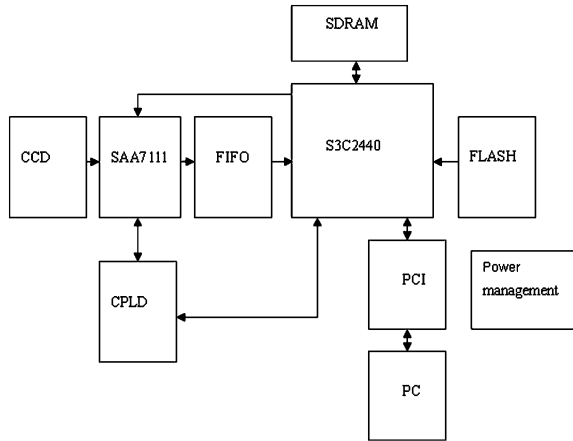 SDRAM
CCD
SAA7111
FIFO
S3C2440
FLASH
CPLD
PCI
Power
management
PC